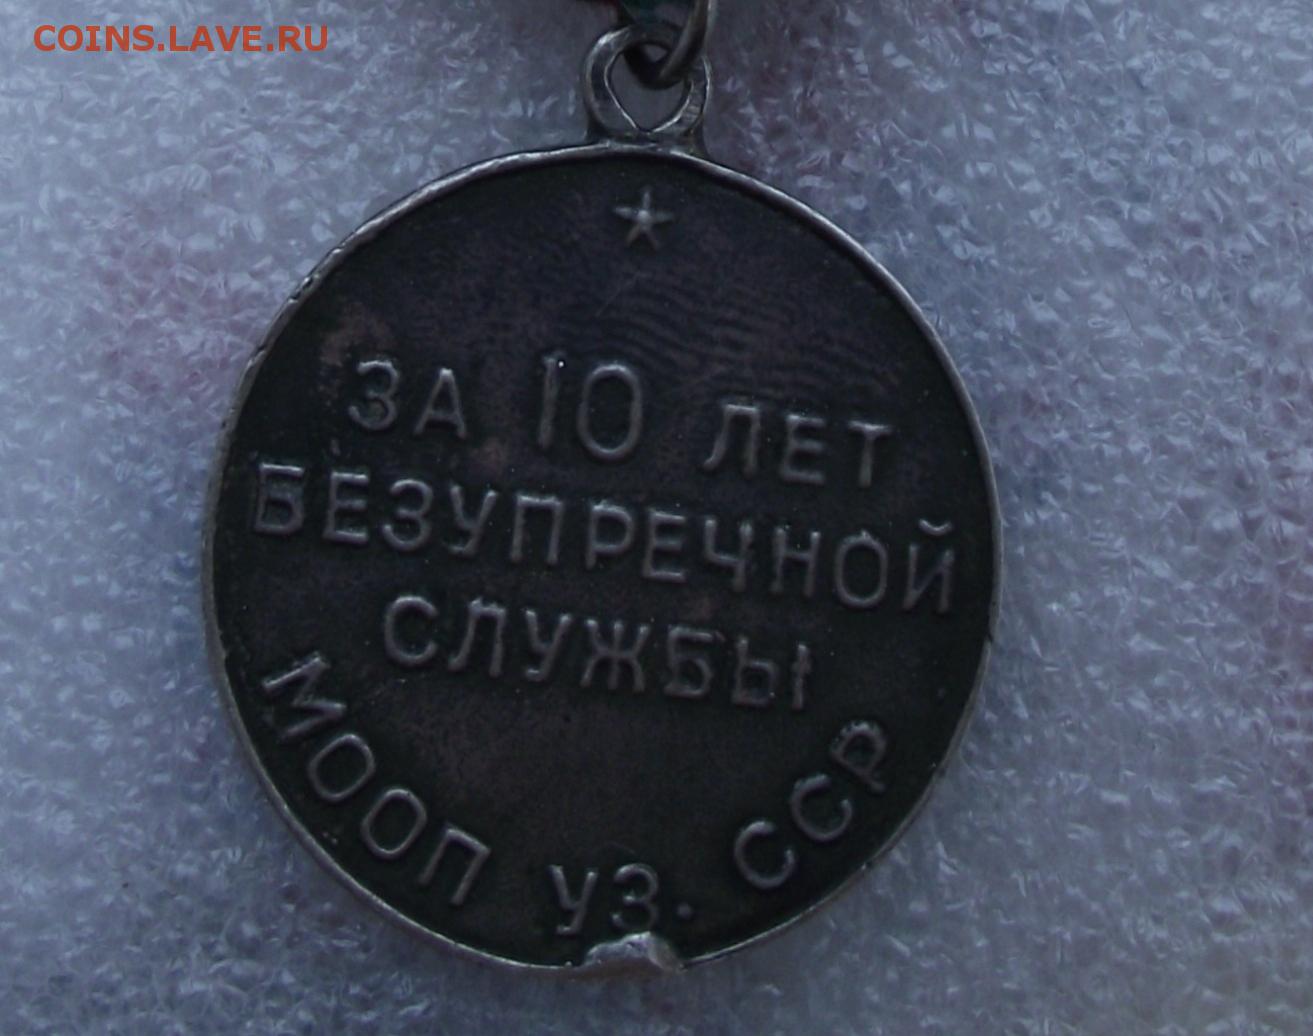 COINS.LAVE.RU
ЗА 10 ЛЕТ
БЕЗУПРЕЧНОЙ
СЛУЖБЫ
МООП УЗ. ССР